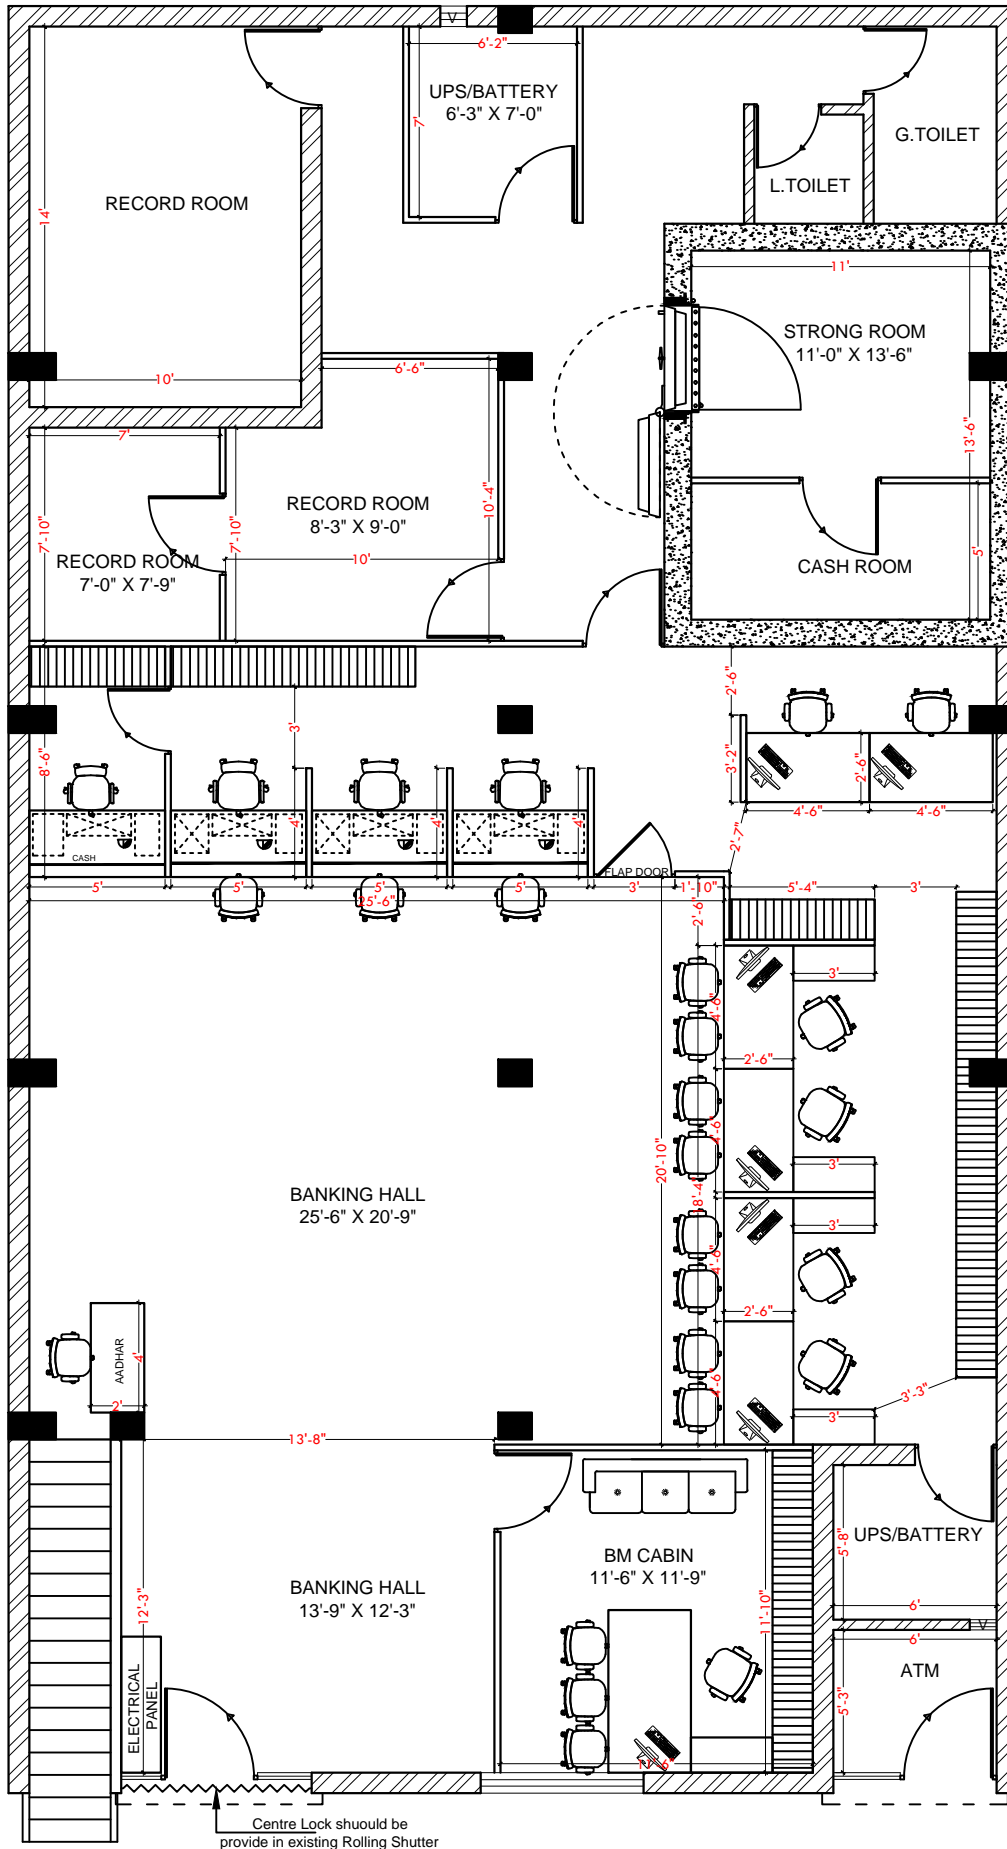 V
6'-2"
UPS/BATTERY
6'-3" X 7'-0"
7'
G.TOILET
L.TOILET
RECORD ROOM
14'
10'
11'
STRONG ROOM
11'-0" X 13'-6"
13'-6"
6'-6"
7'
RECORD ROOM
8'-3" X 9'-0"
10'-4"
7'-10"
7'-10"
10'
RECORD ROOM
7'-0" X 7'-9"
5'
CASH ROOM
2'-6"
3'
8'-6"
3'-2"
2'-6"
4'-6"
4'-6"
4'
4'
4'
CASH
2'-7"
FLAP DOOR
5'
5'
5'
5'
3'
1'-10"
5'-4"
3'
25'-6"
2'-6"
3'
4'-6"
2'-6"
4'-6"
3'
20'-10"
18'-4"
BANKING HALL
25'-6" X 20'-9"
3'
4'-6"
2'-6"
AADHAR
4'
2'
4'-6"
3'-3"
3'
13'-8"
UPS/BATTERY
5'-8"
6'
V
6'
BM CABIN
11'-6" X 11'-9"
11'-10"
BANKING HALL
13'-9" X 12'-3"
12'-3"
ATM
5'-3"
ELECTRICAL
PANEL
11'-6"
Centre Lock shuould be
provide in existing Rolling Shutter